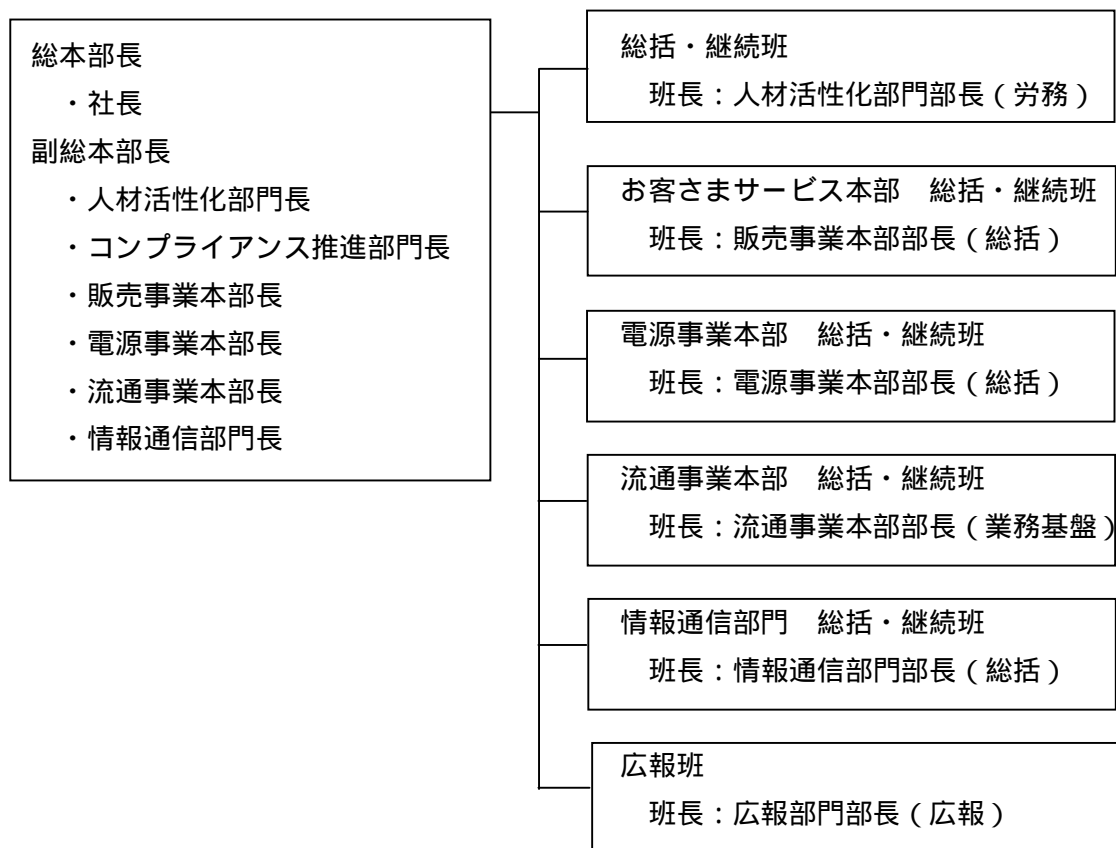 総本部長
・社長
副総本部長
・人材活性化部門長
・コンプライアンス推進部門長
・販売事業本部長
・電源事業本部長
・流通事業本部長
・情報通信部門長
総括・継続班
班長：人材活性化部門部長（労務）
お客さまサービス本部　総括・継続班
班長：販売事業本部部長（総括）
電源事業本部　総括・継続班
班長：電源事業本部部長（総括）
流通事業本部　総括・継続班
班長：流通事業本部部長（業務基盤）
情報通信部門　総括・継続班
班長：情報通信部門部長（総括）
広報班
班長：広報部門部長（広報）